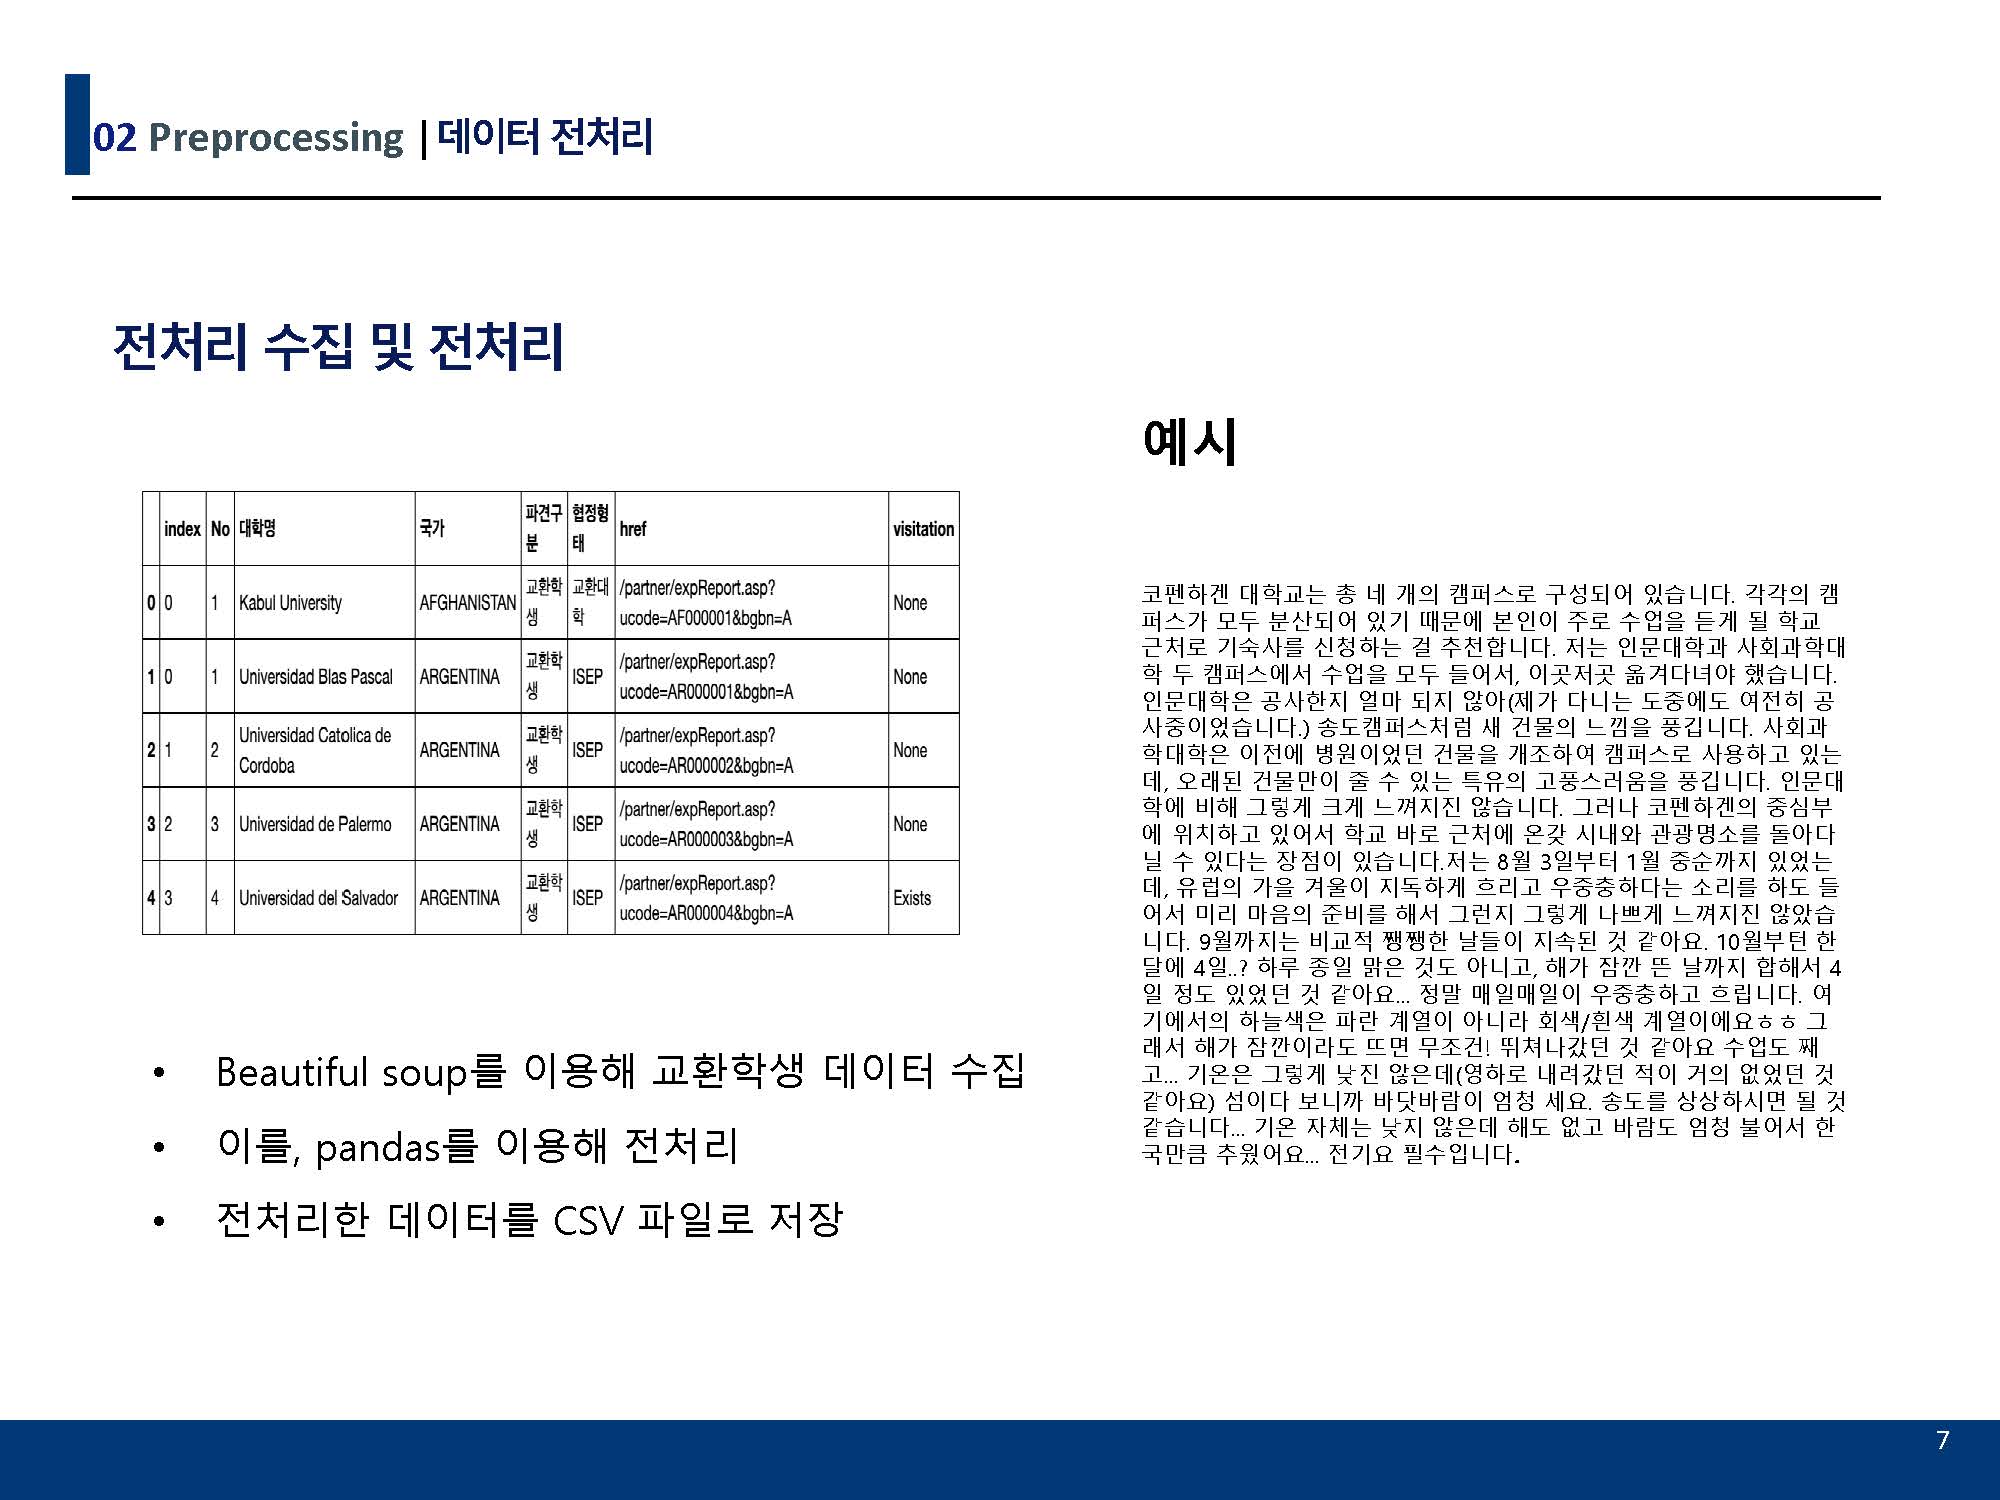 02 Preprocessing | 데이터 전처리
전처리 수집 및 전처리
index No 대학명 국가 파견구분 협정형태 href visitation
0 0 1 Kabul University AFGHANISTAN 교환학생 교환대학 /partner/expReport.asp?ucode=AF000001&bgbn=A None
1 0 1 Universidad Blas Pascal ARGENTINA 교환학생 ISEP /partner/expReport.asp?ucode=AR000001&bgbn=A None
2 1 2 Universidad Catolica de Cordoba ARGENTINA 교환학생 ISEP /partner/expReport.asp?ucode=AR000002&bgbn=A None
3 2 3 Universidad de Palermo ARGENTINA 교환학생 ISEP /partner/expReport.asp?ucode=AR000003&bgbn=A None
4 3 4 Universidad del Salvador ARGENTINA 교환학생 ISEP /partner/expReport.asp?ucode=AR000004&bgbn=A Exists
• Beautiful soup를 이용해 교환학생 데이터 수집
• 이를, pandas를 이용해 전처리
• 전처리한 데이터를 CSV 파일로 저장
예시
코펜하겐 대학교는 총 네 개의 캠퍼스로 구성되어 있습니다. 각각의 캠
퍼스가 모두 분산되어 있기 때문에 본인이 주로 수업을 듣게 될 학교
근처로 기숙사를 신청하는 걸 추천합니다. 저는 인문대학과 사회과학대
학 두 캠퍼스에서 수업을 모두 들어서, 이곳저곳 옮겨다녀야 했습니다.
인문대학은 공사한지 얼마 되지 않아(제가 다니는 도중에도 여전히 공
사중이었습니다.) 송도캠퍼스처럼 새 건물의 느낌을 풍깁니다. 사회과
학대학은 이전에 병원이었던 건물을 개조하여 캠퍼스로 사용하고 있는
데, 오래된 건물만이 줄 수 있는 특유의 고풍스러움을 풍깁니다. 인문대
학에 비해 그렇게 크게 느껴지진 않습니다. 그러나 코펜하겐의 중심부
에 위치하고 있어서 학교 바로 근처에 온갖 시내와 관광명소를 돌아다
닐 수 있다는 장점이 있습니다.저는 8월 3일부터 1월 중순까지 있었는
데, 유럽의 가을 겨울이 지독하게 흐리고 우중충하다는 소리를 하도 들
어서 미리 마음의 준비를 해서 그런지 그렇게 나쁘게 느껴지진 않았습
니다. 9월까지는 비교적 쨍쨍한 날들이 지속된 것 같아요. 10월부턴 한
달에 4일..? 하루 종일 맑은 것도 아니고, 해가 잠깐 뜬 날까지 합해서 4
일 정도 있었던 것 같아요... 정말 매일매일이 우중충하고 흐립니다. 여
기에서의 하늘색은 파란 계열이 아니라 회색/흰색 계열이에요ㅎㅎ 그
래서 해가 잠깐이라도 뜨면 무조건! 뛰쳐나갔던 것 같아요 수업도 째
고... 기온은 그렇게 낮진 않은데(영하로 내려갔던 적이 거의 없었던 것
같아요) 섬이다 보니까 바닷바람이 엄청 세요. 송도를 상상하시면 될 것
같습니다... 기온 자체는 낮지 않은데 해도 없고 바람도 엄청 불어서 한
국만큼 추웠어요... 전기요 필수입니다.
7